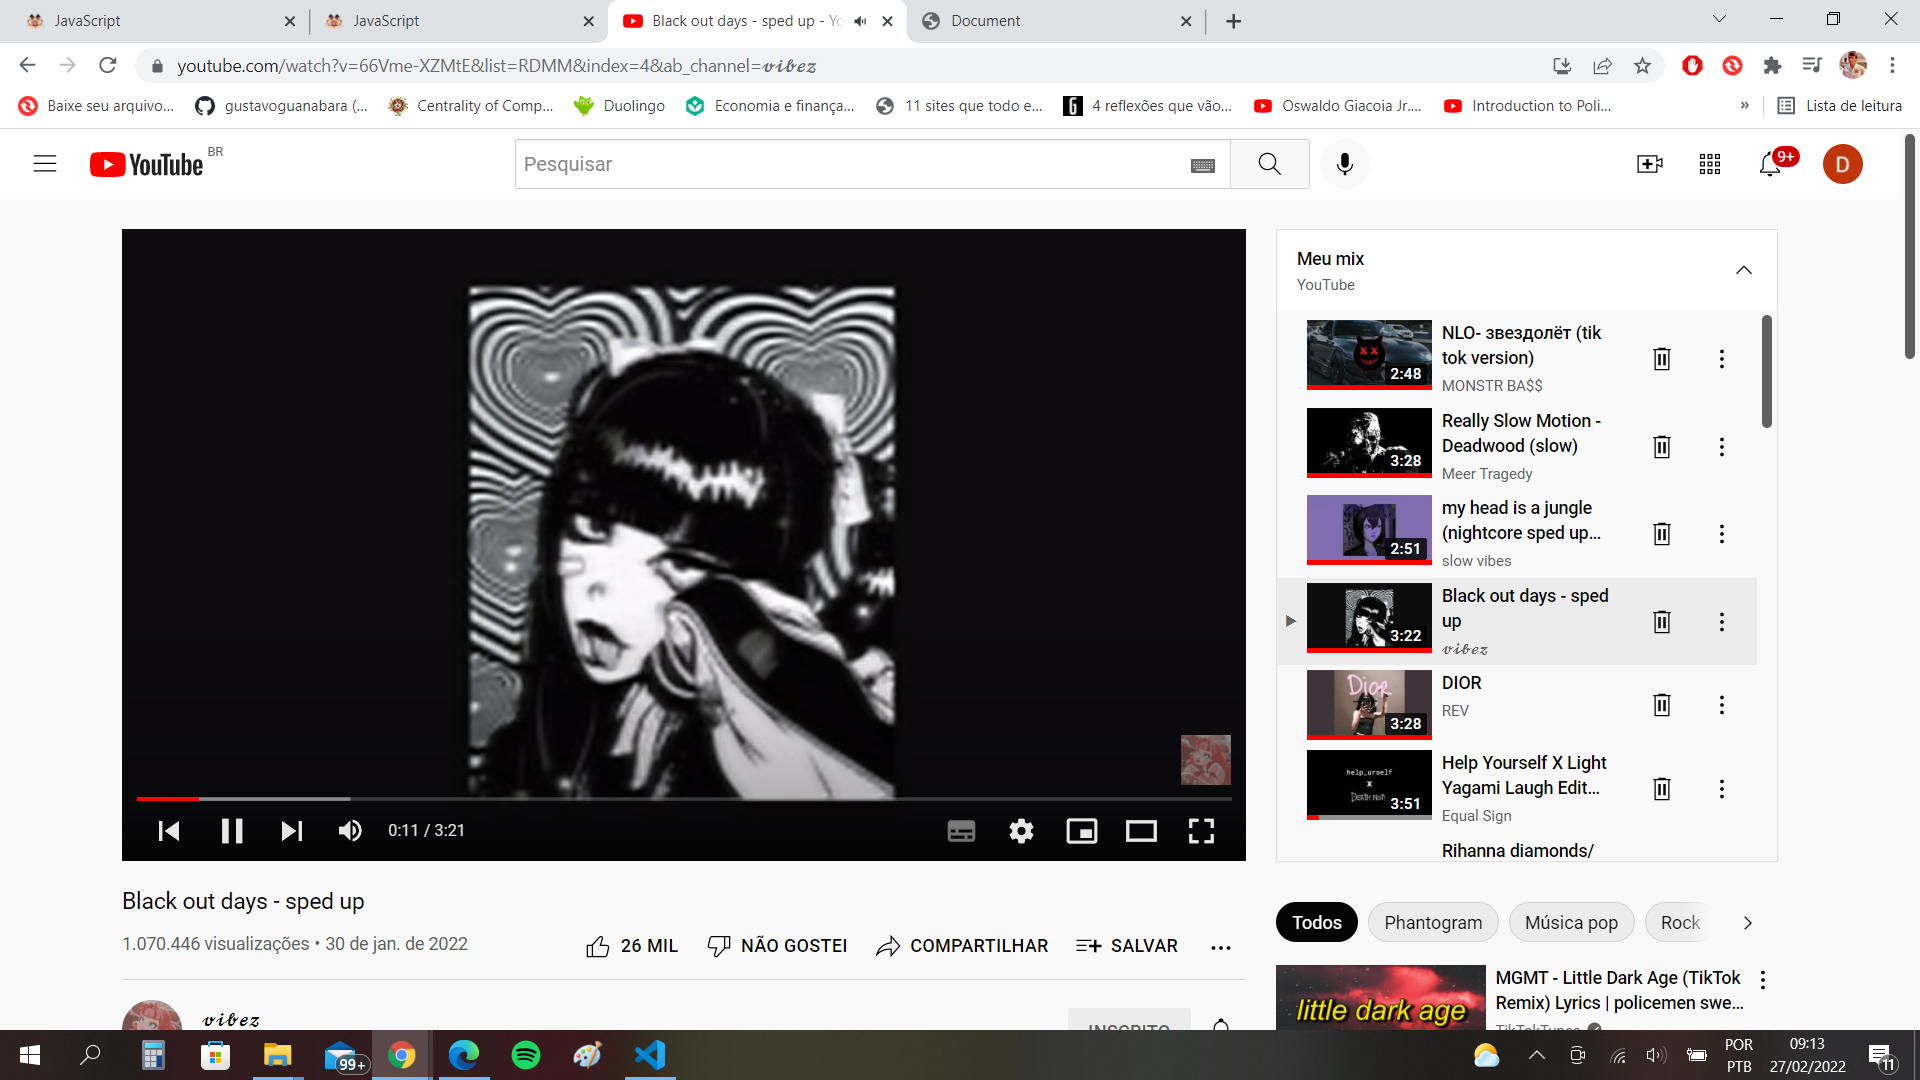 JavaScript
JavaScript
Black out days - sped up - Yo
Document
youtube.com/watch?v=66Vme-XZMtE&list=RDMM&index=4&ab_channel=𝓿𝓲𝓫𝓮𝔃
Baixe seu arquivo...
gustavoguanabara (...
Centrality of Comp...
Duolingo
Economia e finança...
11 sites que todo e...
4 reflexões que vão...
Oswaldo Giacoia Jr....
Introduction to Poli...
»
Lista de leitura
YouTube BR
Pesquisar
9+
D
Meu mix
YouTube
NLO- звездолёт (tik
tok version)
MONSTR BA$$
2:48
Really Slow Motion -
Deadwood (slow)
Meer Tragedy
3:28
my head is a jungle
(nightcore sped up...
slow vibes
2:51
Black out days - sped
up
𝓿𝓲𝓫𝓮𝔃
3:22
Dior
DIOR
REV
3:28
help_urself
x
DEATH NOTE
Help Yourself X Light
Yagami Laugh Edit...
Equal Sign
3:51
Rihanna diamonds/
0:11 / 3:21
Black out days - sped up
1.070.446 visualizações • 30 de jan. de 2022
26 MIL
NÃO GOSTEI
COMPARTILHAR
SALVAR
𝓿𝓲𝓫𝓮𝔃
INSCRITO
Todos
Phantogram
Música pop
Rock
little dark age
MGMT - Little Dark Age (TikTok
Remix) Lyrics | policemen swe...
TikTokTunes
99+
POR
PTB
09:13
27/02/2022
11